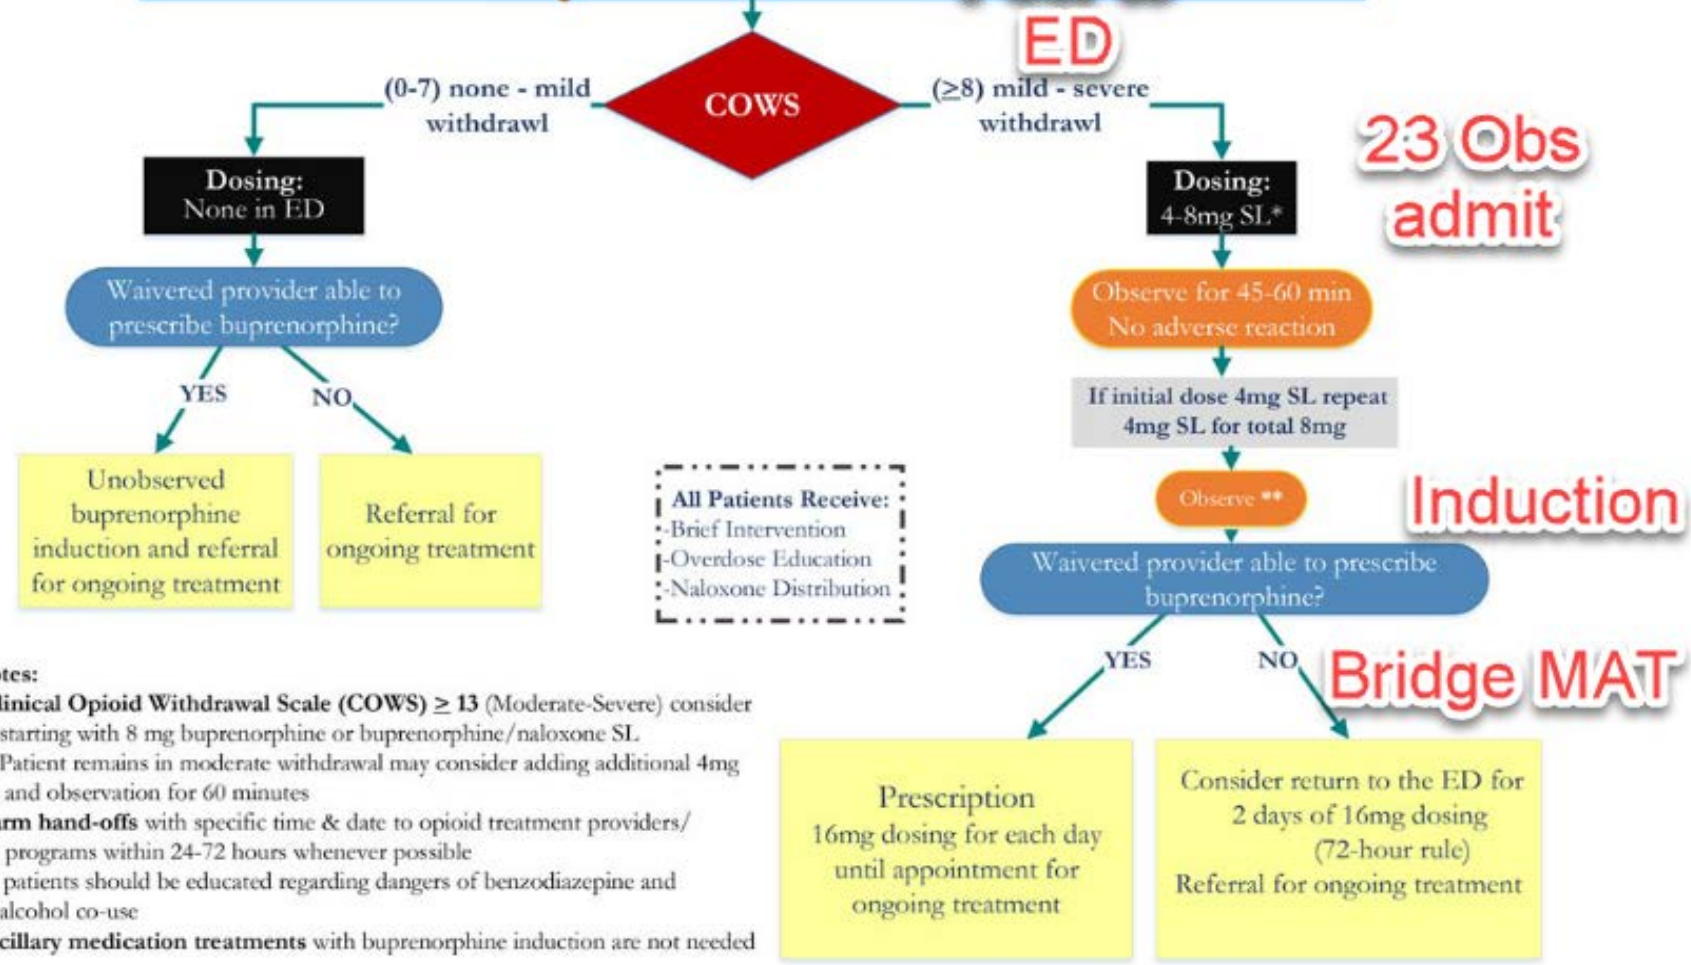 ED
COWS
(0-7) none - mild
withdrawl
(≥8) mild - severe
withdrawl
23 Obs
admit
Dosing:
None in ED
Dosing:
4-8mg SL*
Waivered provider able to
prescribe buprenorphine?
YES
NO
Unobserved
buprenorphine
induction and referral
for ongoing treatment
Referral for
ongoing treatment
Observe for 45-60 min
No adverse reaction
If initial dose 4mg SL repeat
4mg SL for total 8mg
Observe **
Induction
All Patients Receive:
-Brief Intervention
-Overdose Education
-Naloxone Distribution
Waivered provider able to prescribe
buprenorphine?
YES
NO
Bridge MAT
Prescription
16mg dosing for each day
until appointment for
ongoing treatment
Consider return to the ED for
2 days of 16mg dosing
(72-hour rule)
Referral for ongoing treatment
otes:
linical Opioid Withdrawal Scale (COWS) ≥ 13 (Moderate-Severe) consider
starting with 8 mg buprenorphine or buprenorphine/naloxone SL
Patient remains in moderate withdrawal may consider adding additional 4mg
and observation for 60 minutes
arm hand-offs with specific time & date to opioid treatment providers/
programs within 24-72 hours whenever possible
patients should be educated regarding dangers of benzodiazepine and
alcohol co-use
cillary medication treatments with buprenorphine induction are not needed